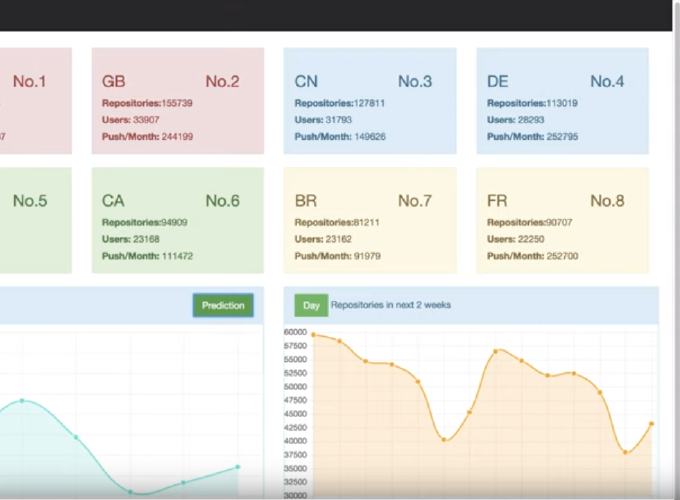 No.1
GB No.2
Repositories:155739
Users: 33907
Push/Month: 244199
CN No.3
Repositories:127811
Users: 31793
Push/Month: 149626
DE No.4
Repositories:113019
Users: 28293
Push/Month: 252795
No.5
CA No.6
Repositories:94909
Users: 23168
Push/Month: 111472
BR No.7
Repositories:81211
Users: 23162
Push/Month: 91979
FR No.8
Repositories:90707
Users: 22250
Push/Month: 252700
Prediction
Day Repositories in next 2 weeks
60000
57500
55000
52500
50000
47500
45000
42500
40000
37500
35000
32500
30000